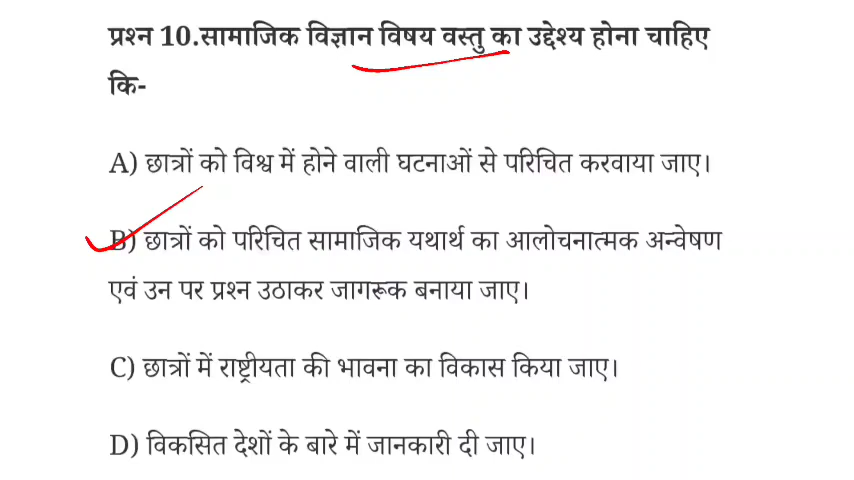 प्रश्न 10.सामाजिक विज्ञान विषय वस्तु का उद्देश्य होना चाहिए
कि-
A) छात्रों को विश्व में होने वाली घटनाओं से परिचित करवाया जाए।
B) छात्रों को परिचित सामाजिक यथार्थ का आलोचनात्मक अन्वेषण
एवं उन पर प्रश्न उठाकर जागरूक बनाया जाए।
C) छात्रों में राष्ट्रीयता की भावना का विकास किया जाए।
D) विकसित देशों के बारे में जानकारी दी जाए।